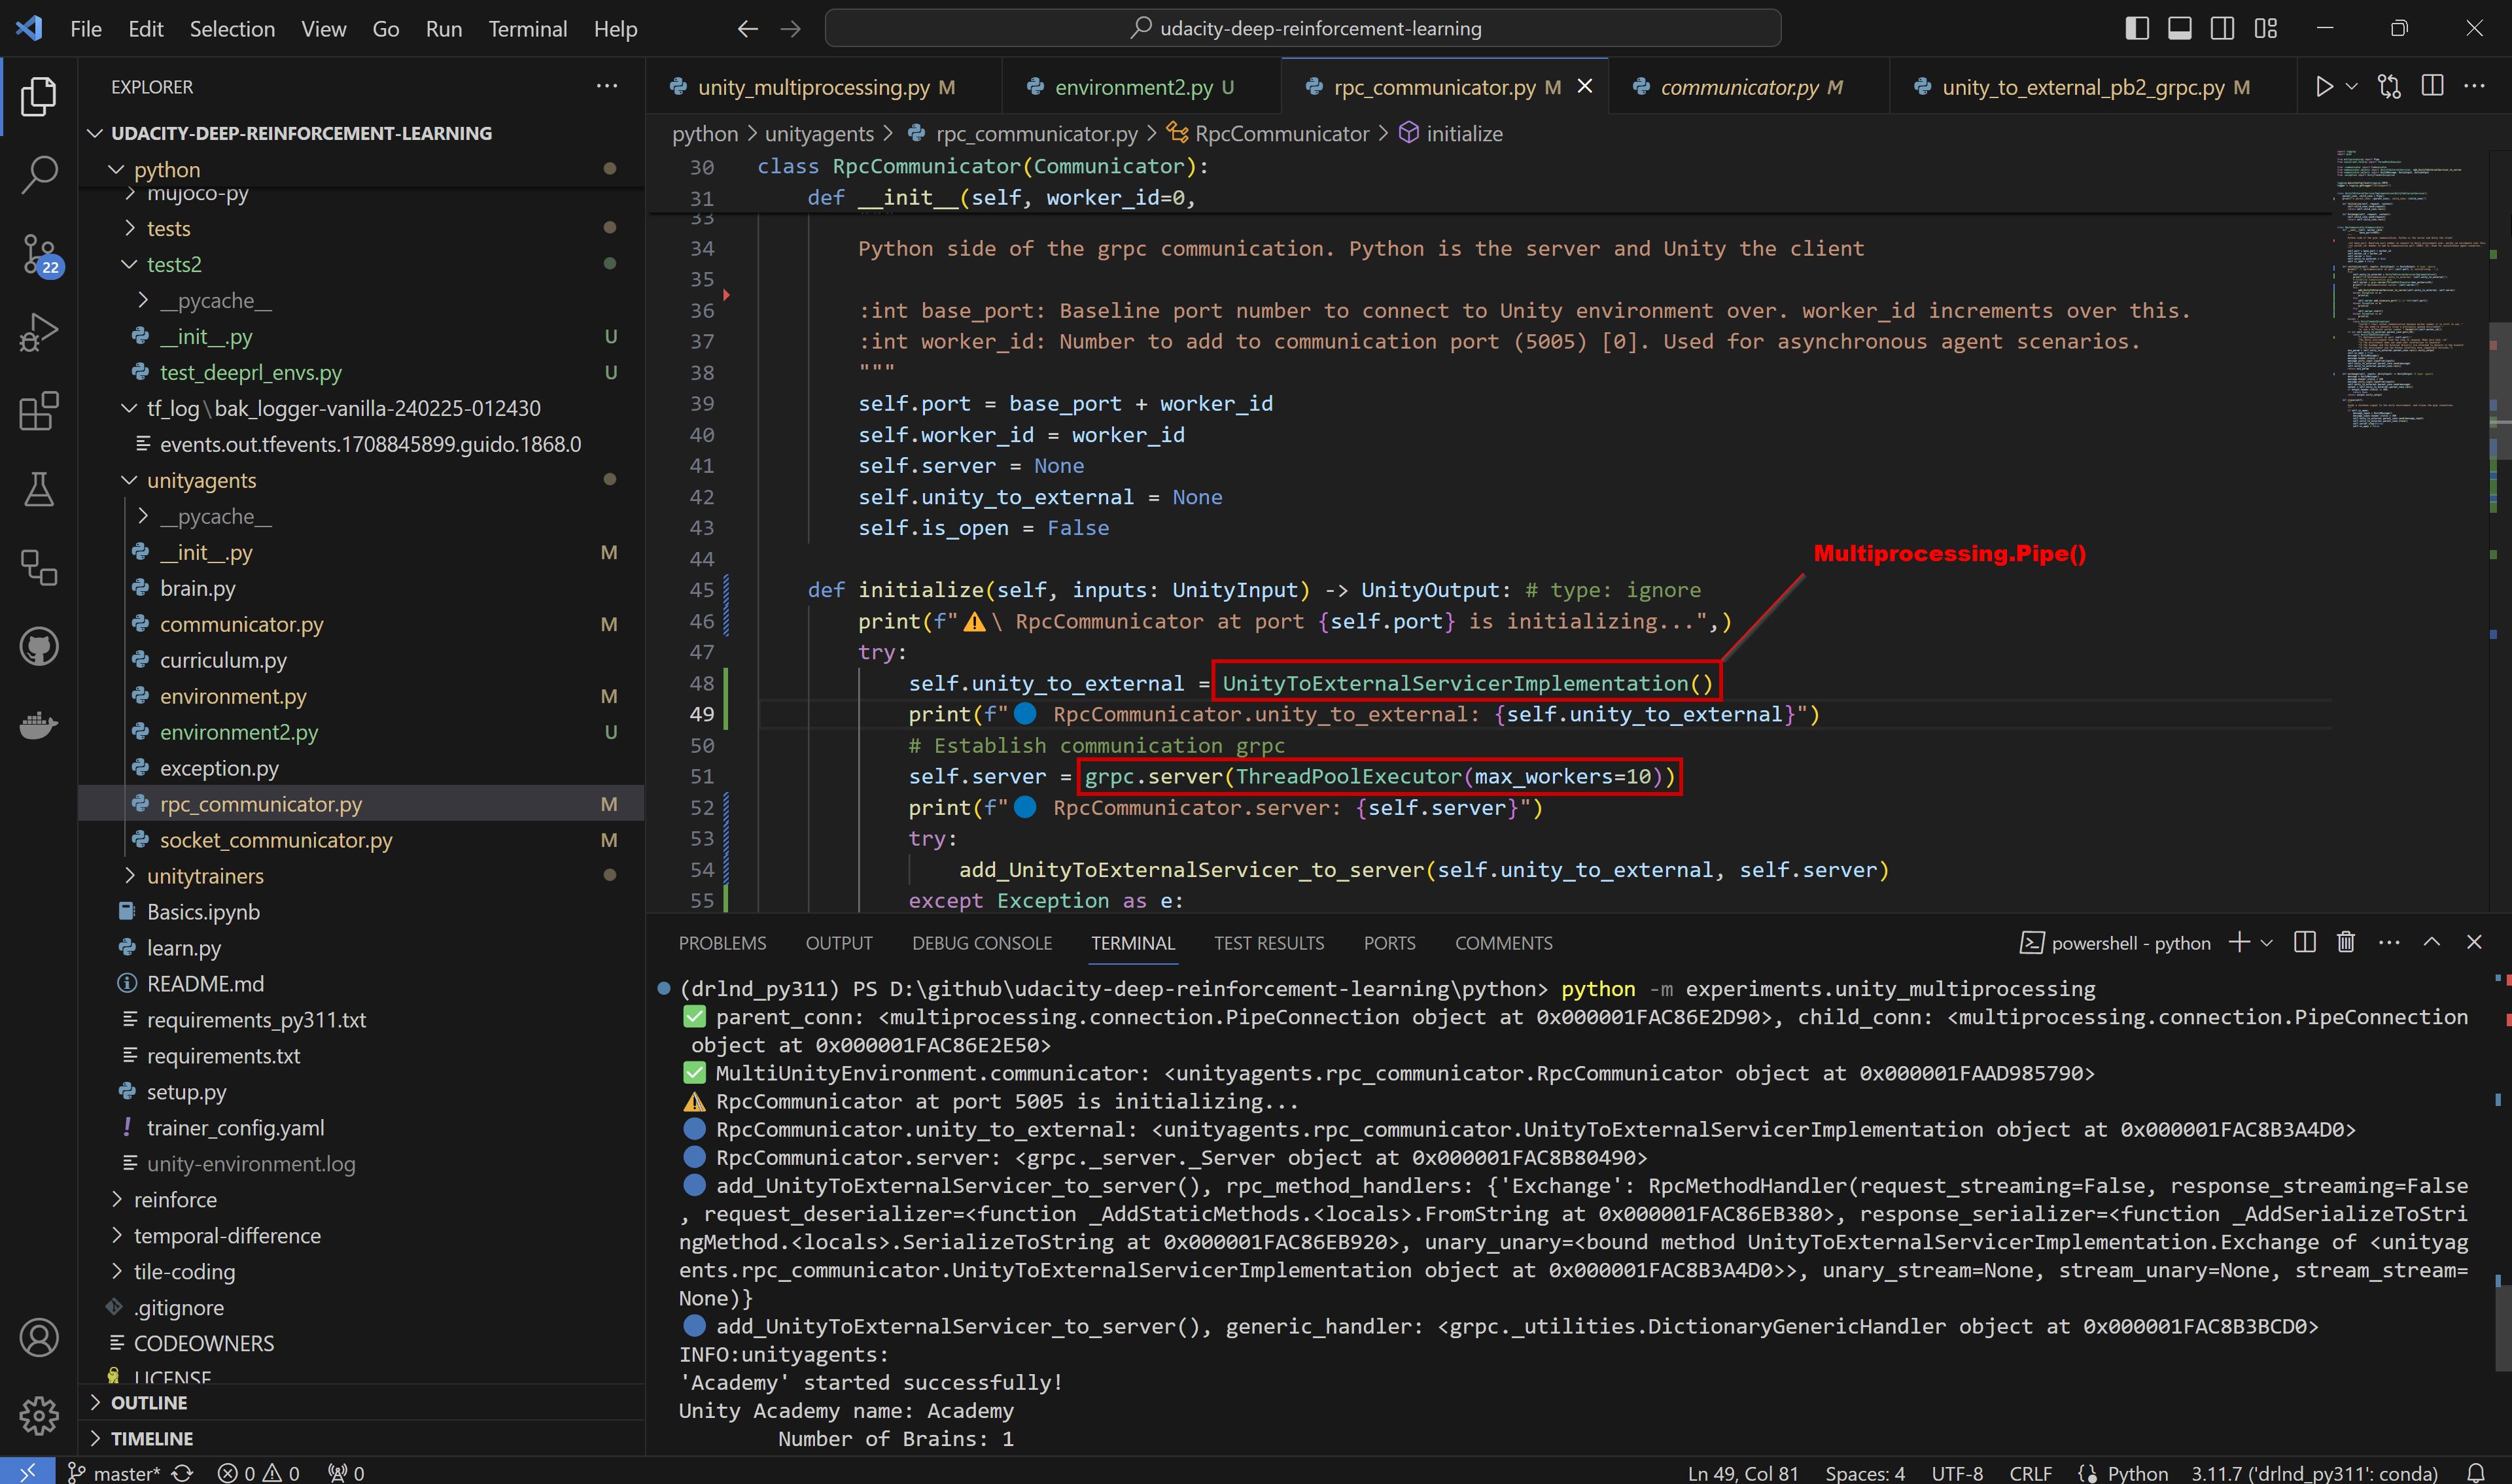 File Edit Selection View Go Run Terminal Help
udacity-deep-reinforcement-learning
EXPLORER
UDACITY-DEEP-REINFORCEMENT-LEARNING
python
mujoco-py
tests
tests2
__pycache__
__init__.py U
test_deeprl_envs.py U
tf_log\bak_logger-vanilla-240225-012430
events.out.tfevents.1708845899.guido.1868.0
unityagents
__pycache__
__init__.py M
brain.py
communicator.py M
curriculum.py
environment.py M
environment2.py U
exception.py
rpc_communicator.py M
socket_communicator.py M
unitytrainers
Basics.ipynb
learn.py
README.md
requirements_py311.txt
requirements.txt
setup.py
trainer_config.yaml
unity-environment.log
reinforce
temporal-difference
tile-coding
.gitignore
CODEOWNERS
LICENSE
OUTLINE
TIMELINE
22
unity_multiprocessing.py M environment2.py U rpc_communicator.py M communicator.py M unity_to_external_pb2_grpc.py M
python > unityagents > rpc_communicator.py > RpcCommunicator > initialize
30 class RpcCommunicator(Communicator):
31 def __init__(self, worker_id=0,
33
34 Python side of the grpc communication. Python is the server and Unity the client
35
36 :int base_port: Baseline port number to connect to Unity environment over. worker_id increments over this.
37 :int worker_id: Number to add to communication port (5005) [0]. Used for asynchronous agent scenarios.
38 """
39 self.port = base_port + worker_id
40 self.worker_id = worker_id
41 self.server = None
42 self.unity_to_external = None
43 self.is_open = False
44
Multiprocessing.Pipe()
45 def initialize(self, inputs: UnityInput) -> UnityOutput: # type: ignore
46 print(f"⚠️\ RpcCommunicator at port {self.port} is initializing...",)
47 try:
48 self.unity_to_external = UnityToExternalServicerImplementation()
49 print(f"🔵 RpcCommunicator.unity_to_external: {self.unity_to_external}")
50 # Establish communication grpc
51 self.server = grpc.server(ThreadPoolExecutor(max_workers=10))
52 print(f"🔵 RpcCommunicator.server: {self.server}")
53 try:
54 add_UnityToExternalServicer_to_server(self.unity_to_external, self.server)
55 except Exception as e:
PROBLEMS OUTPUT DEBUG CONSOLE TERMINAL TEST RESULTS PORTS COMMENTS
powershell - python
(drlnd_py311) PS D:\github\udacity-deep-reinforcement-learning\python> python -m experiments.unity_multiprocessing
✅ parent_conn: <multiprocessing.connection.PipeConnection object at 0x000001FAC86E2D90>, child_conn: <multiprocessing.connection.PipeConnection
object at 0x000001FAC86E2E50>
✅ MultiUnityEnvironment.communicator: <unityagents.rpc_communicator.RpcCommunicator object at 0x000001FAAD985790>
⚠️ RpcCommunicator at port 5005 is initializing...
🔵 RpcCommunicator.unity_to_external: <unityagents.rpc_communicator.UnityToExternalServicerImplementation object at 0x000001FAC8B3A4D0>
🔵 RpcCommunicator.server: <grpc._server._Server object at 0x000001FAC8B80490>
🔵 add_UnityToExternalServicer_to_server(), rpc_method_handlers: {'Exchange': RpcMethodHandler(request_streaming=False, response_streaming=False
, request_deserializer=<function _AddStaticMethods.<locals>.FromString at 0x000001FAC86EB380>, response_serializer=<function _AddSerializeToStri
ngMethod.<locals>.SerializeToString at 0x000001FAC86EB920>, unary_unary=<bound method UnityToExternalServicerImplementation.Exchange of <unityag
ents.rpc_communicator.UnityToExternalServicerImplementation object at 0x000001FAC8B3A4D0>>, unary_stream=None, stream_unary=None, stream_stream=
None)}
🔵 add_UnityToExternalServicer_to_server(), generic_handler: <grpc._utilities.DictionaryGenericHandler object at 0x000001FAC8B3BCD0>
INFO:unityagents:
'Academy' started successfully!
Unity Academy name: Academy
Number of Brains: 1
master* 0 0 0 Ln 49, Col 81 Spaces: 4 UTF-8 CRLF Python 3.11.7 ('drlnd_py311': conda)